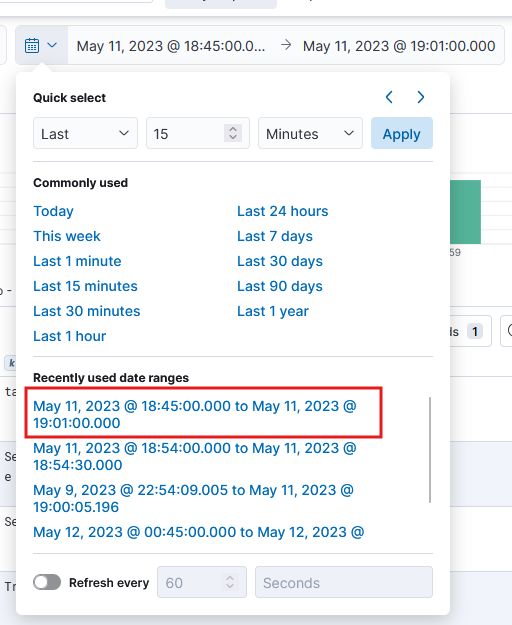 May 11, 2023 @ 18:45:00.0... → May 11, 2023 @ 19:01:00.000
Quick select
Last 15 Minutes Apply
Commonly used
Today Last 24 hours
This week Last 7 days
Last 1 minute Last 30 days
Last 15 minutes Last 90 days
Last 30 minutes Last 1 year
Last 1 hour
Recently used date ranges
May 11, 2023 @ 18:45:00.000 to May 11, 2023 @
19:01:00.000
May 11, 2023 @ 18:54:00.000 to May 11, 2023 @
18:54:30.000
May 9, 2023 @ 22:54:09.005 to May 11, 2023 @
19:00:05.196
May 12, 2023 @ 00:45:00.000 to May 12, 2023 @
Refresh every 60 Seconds
59
1
k
ta
Se
e
Se
Tr